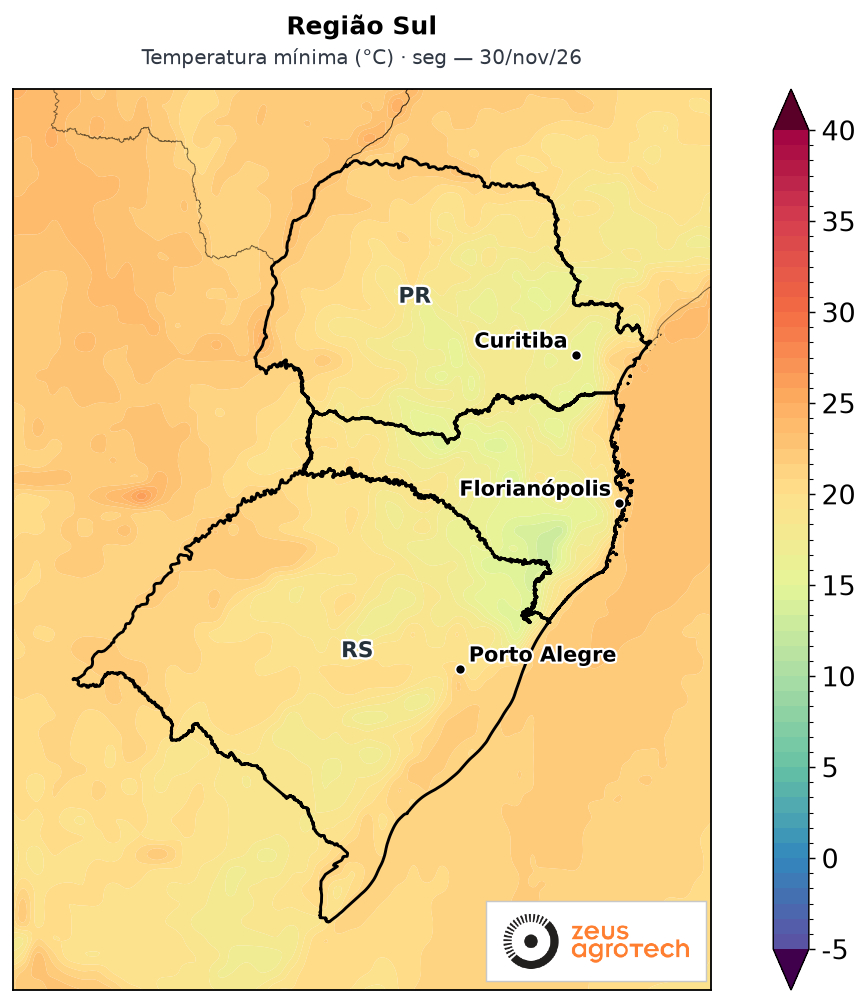 Região Sul
Temperatura mínima (°C) · seg — 30/nov/26
PR
Curitiba
Florianópolis
RS
Porto Alegre
40
35
30
25
20
15
10
5
0
-5
zeus
agrotech